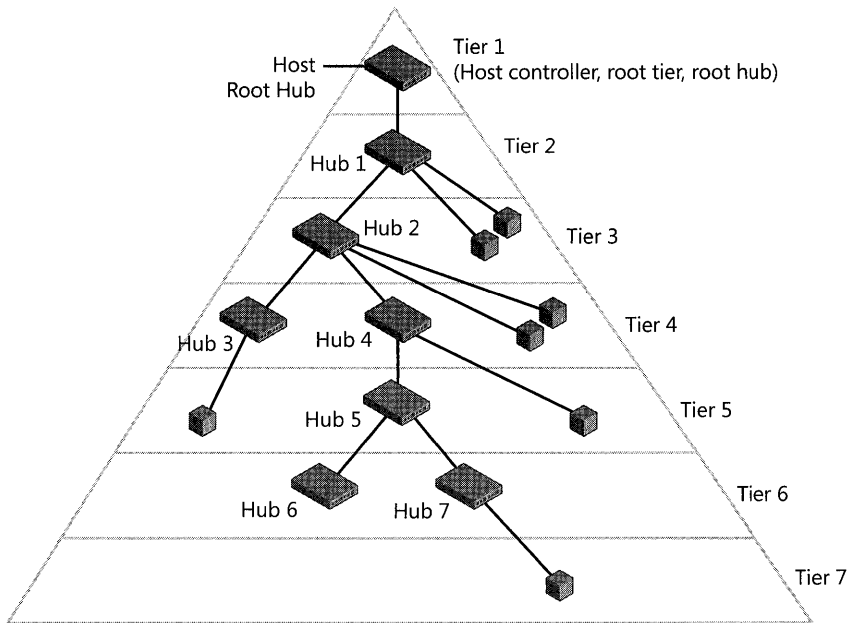 Host
Root Hub
Tier 1
(Host controller, root tier, root hub)
Hub 1
Tier 2
Hub 2
Tier 3
Hub 3
Hub 4
Tier 4
Hub 5
Tier 5
Hub 6
Hub 7
Tier 6
Tier 7